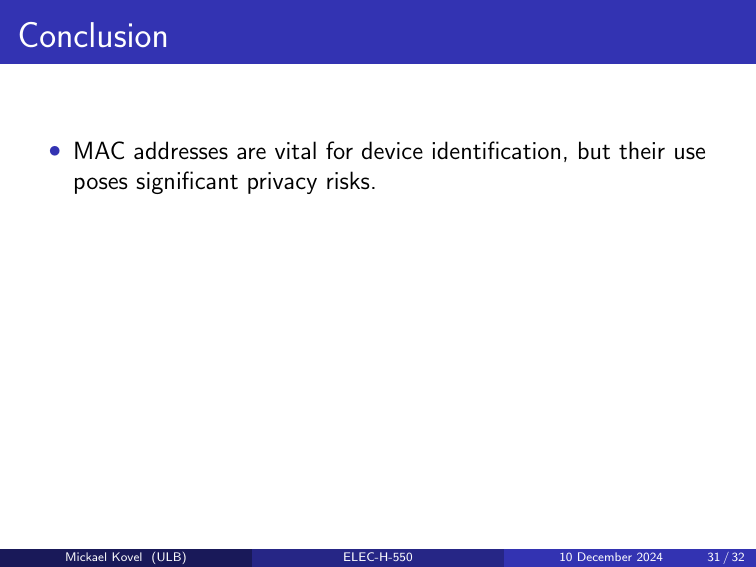 Conclusion
• MAC addresses are vital for device identification, but their use
poses significant privacy risks.
Mickael Kovel (ULB) ELEC-H-550 10 December 2024 31 / 32